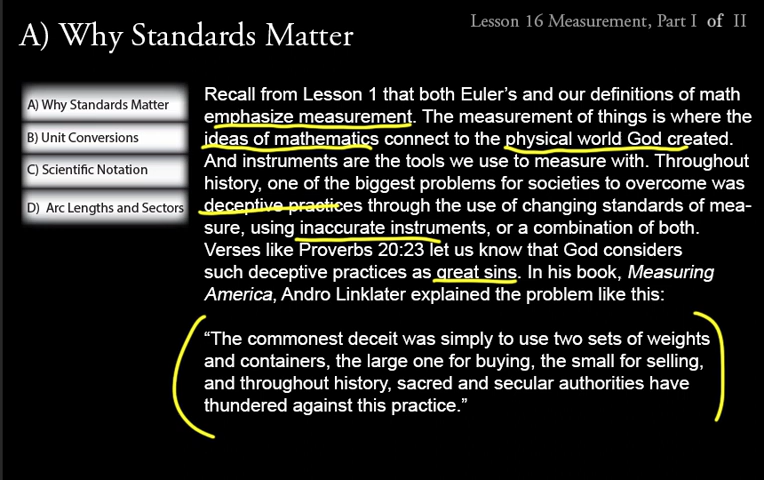 Lesson 16 Measurement, Part I of II
A) Why Standards Matter
A) Why Standards Matter
B) Unit Conversions
C) Scientific Notation
D) Arc Lengths and Sectors
Recall from Lesson 1 that both Euler's and our definitions of math
emphasize measurement. The measurement of things is where the
ideas of mathematics connect to the physical world God created.
And instruments are the tools we use to measure with. Throughout
history, one of the biggest problems for societies to overcome was
deceptive practices through the use of changing standards of mea-
sure, using inaccurate instruments, or a combination of both.
Verses like Proverbs 20:23 let us know that God considers
such deceptive practices as great sins. In his book, Measuring
America, Andro Linklater explained the problem like this:
“The commonest deceit was simply to use two sets of weights
and containers, the large one for buying, the small for selling,
and throughout history, sacred and secular authorities have
thundered against this practice.”